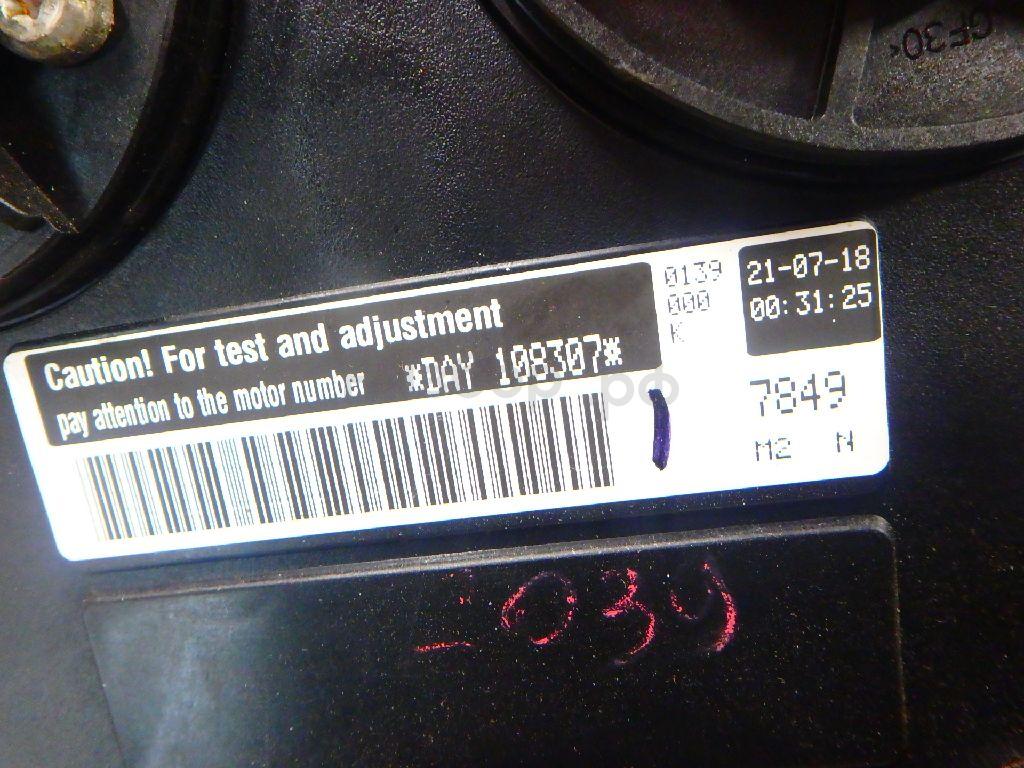 GF30<
Caution! For test and adjustment
pay attention to the motor number *DAY 108307*
0139
000
K
21-07-18
00:31:25
7849
M2 N
-039